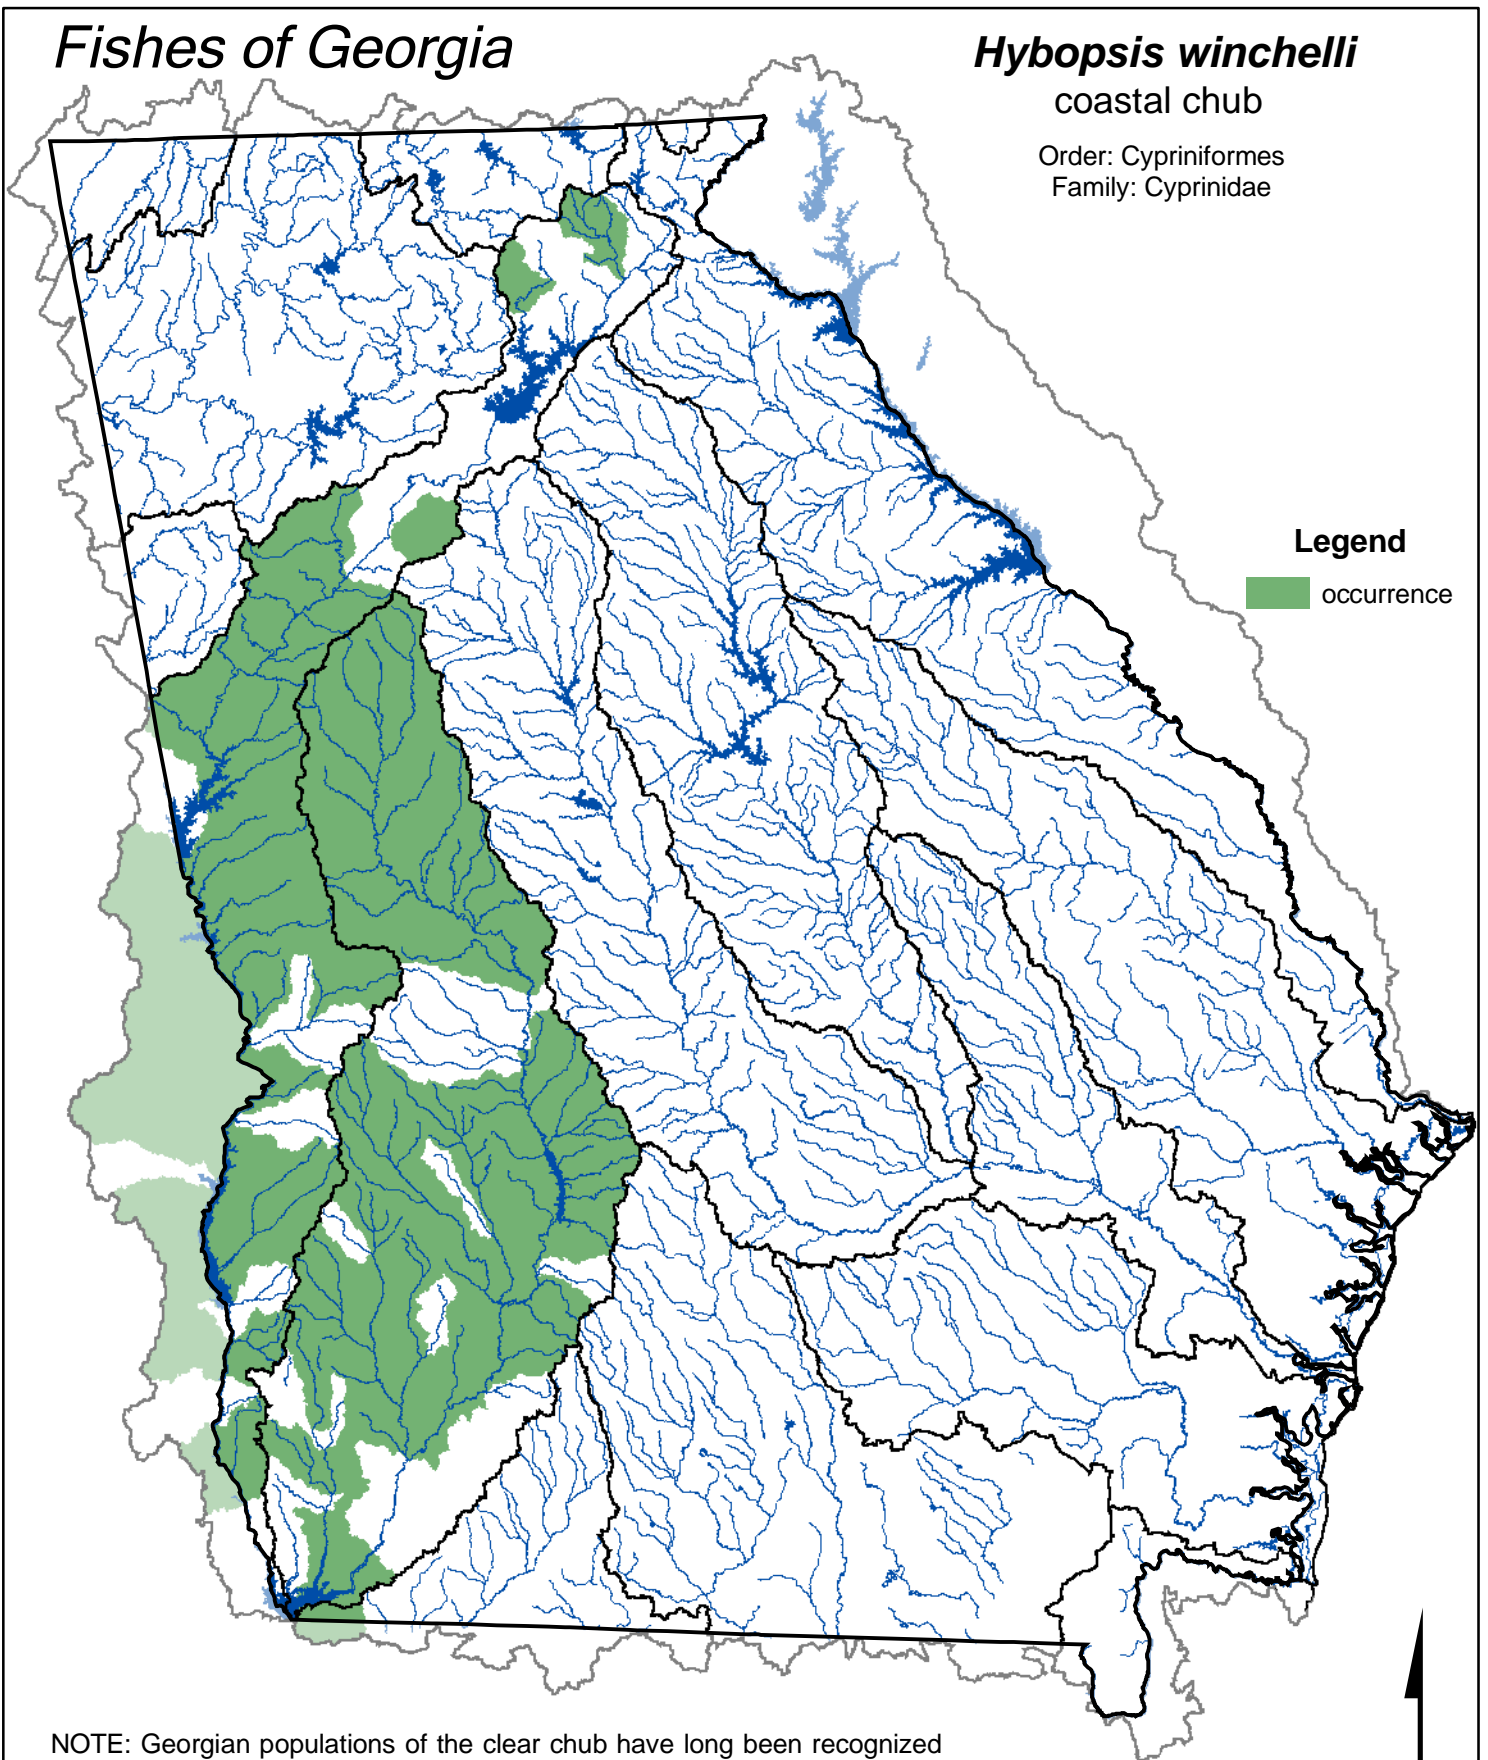 Fishes of Georgia
Hybopsis winchelli
coastal chub
Order: Cypriniformes
Family: Cyprinidae
Legend
occurrence
NOTE: Georgian populations of the clear chub have long been recognized